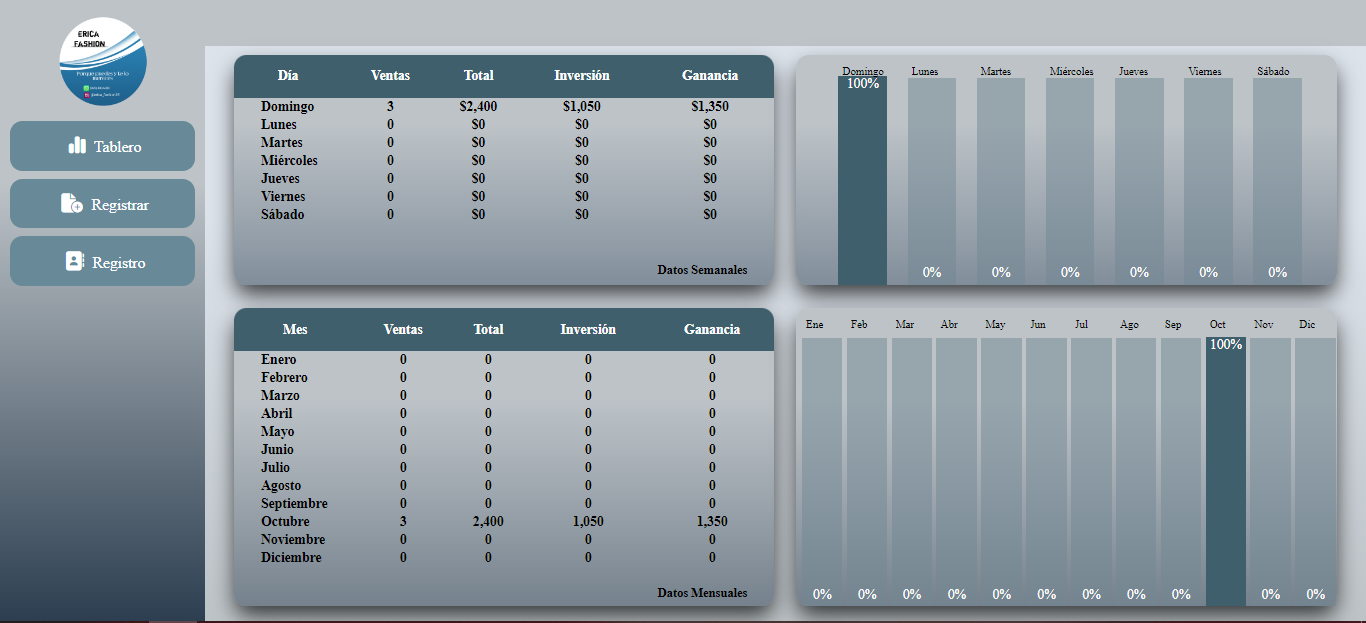 ERICA
FASHION
Tablero
Registrar
Registro
Día Ventas Total Inversión Ganancia
Domingo 3 $2,400 $1,050 $1,350
Lunes 0 $0 $0 $0
Martes 0 $0 $0 $0
Miércoles 0 $0 $0 $0
Jueves 0 $0 $0 $0
Viernes 0 $0 $0 $0
Sábado 0 $0 $0 $0
Datos Semanales
Domingo Lunes Martes Miércoles Jueves Viernes Sábado
100%
0% 0% 0% 0% 0% 0%
Mes Ventas Total Inversión Ganancia
Enero 0 0 0 0
Febrero 0 0 0 0
Marzo 0 0 0 0
Abril 0 0 0 0
Mayo 0 0 0 0
Junio 0 0 0 0
Julio 0 0 0 0
Agosto 0 0 0 0
Septiembre 0 0 0 0
Octubre 3 2,400 1,050 1,350
Noviembre 0 0 0 0
Diciembre 0 0 0 0
Datos Mensuales
Ene Feb Mar Abr May Jun Jul Ago Sep Oct Nov Dic
100%
0% 0% 0% 0% 0% 0% 0% 0% 0% 0% 0%